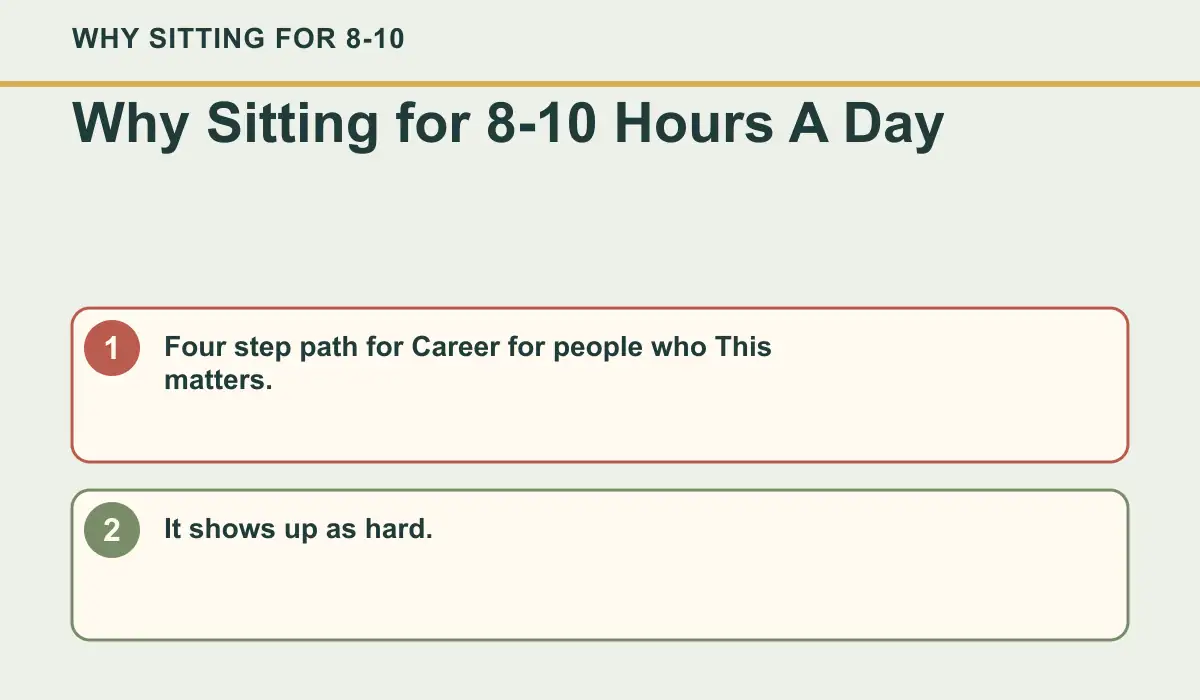 WHY SITTING FOR 8-10
Why Sitting for 8-10 Hours A Day
1
Four step path for Career for people who This
matters.
2
It shows up as hard.